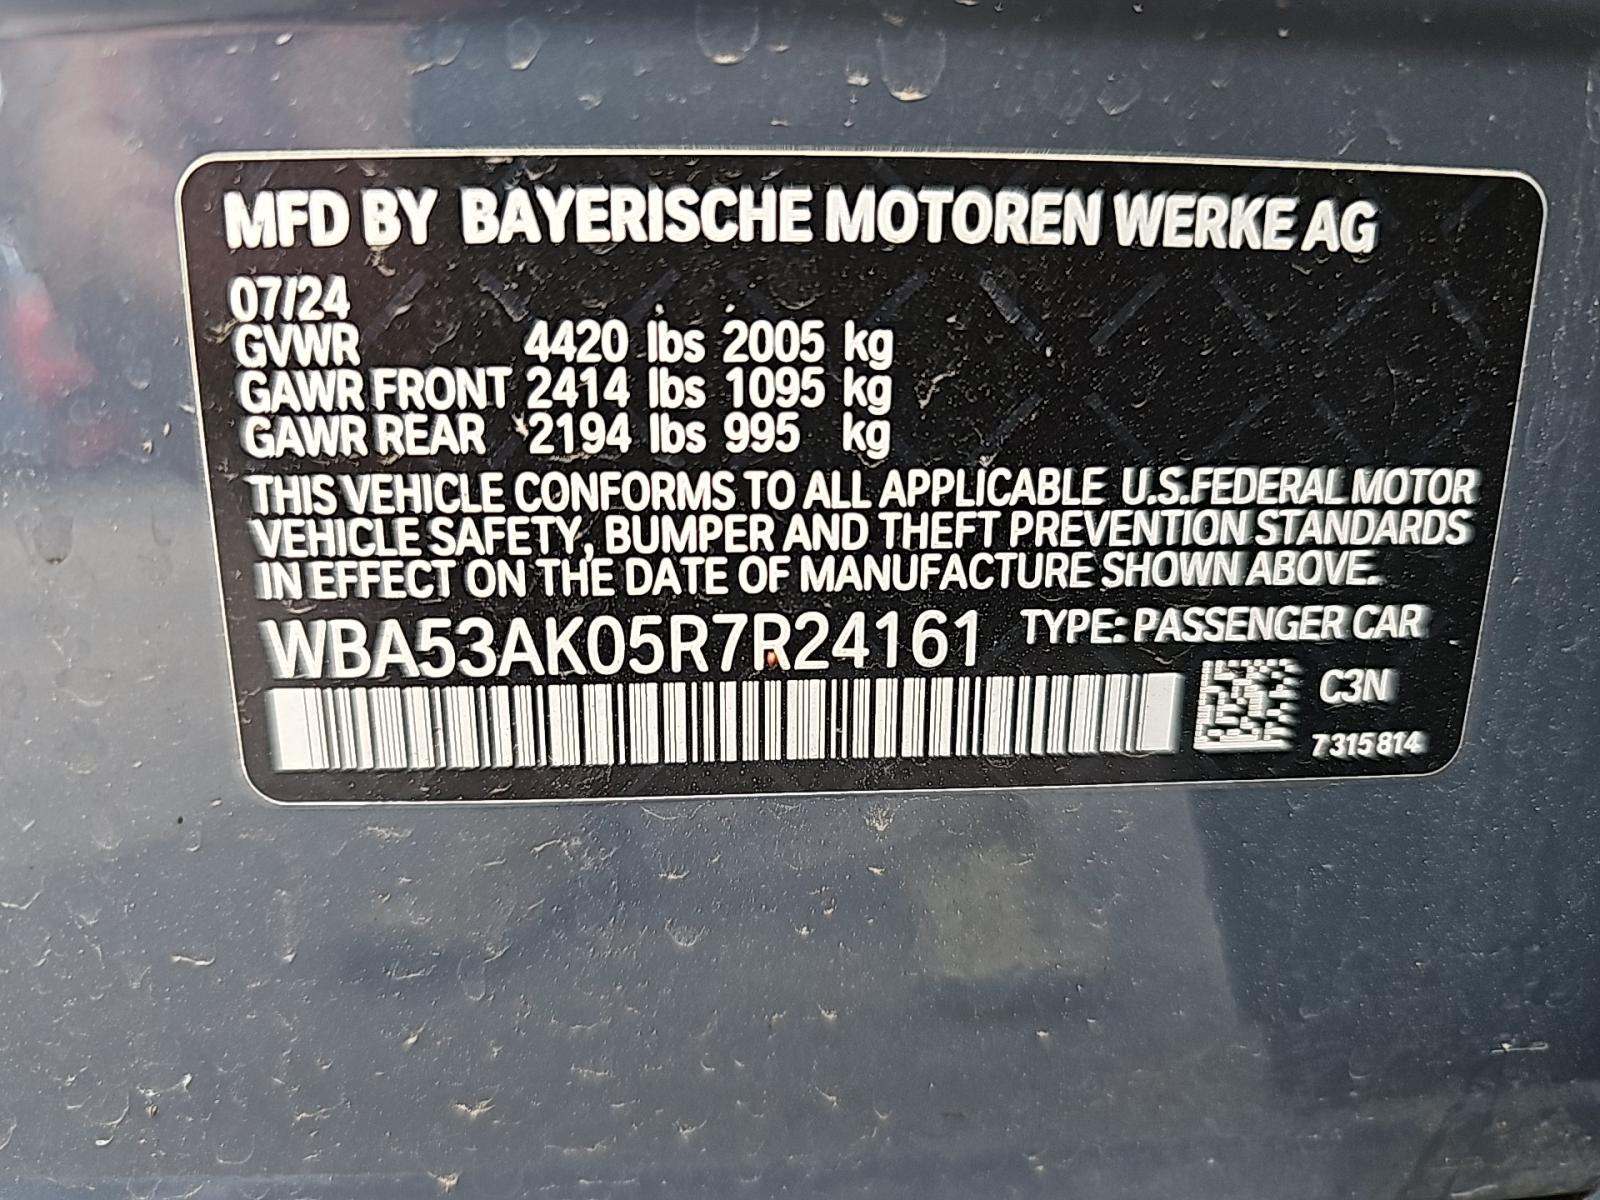 MFD BY BAYERISCHE MOTOREN WERKE AG
07/24
GVWR 4420 lbs 2005 kg
GAWR FRONT 2414 lbs 1095 kg
GAWR REAR 2194 lbs 995 kg
THIS VEHICLE CONFORMS TO ALL APPLICABLE U.S.FEDERAL MOTOR
VEHICLE SAFETY, BUMPER AND THEFT PREVENTION STANDARDS
IN EFFECT ON THE DATE OF MANUFACTURE SHOWN ABOVE.
WBA53AK05R7R24161 TYPE: PASSENGER CAR
C3N
7315814